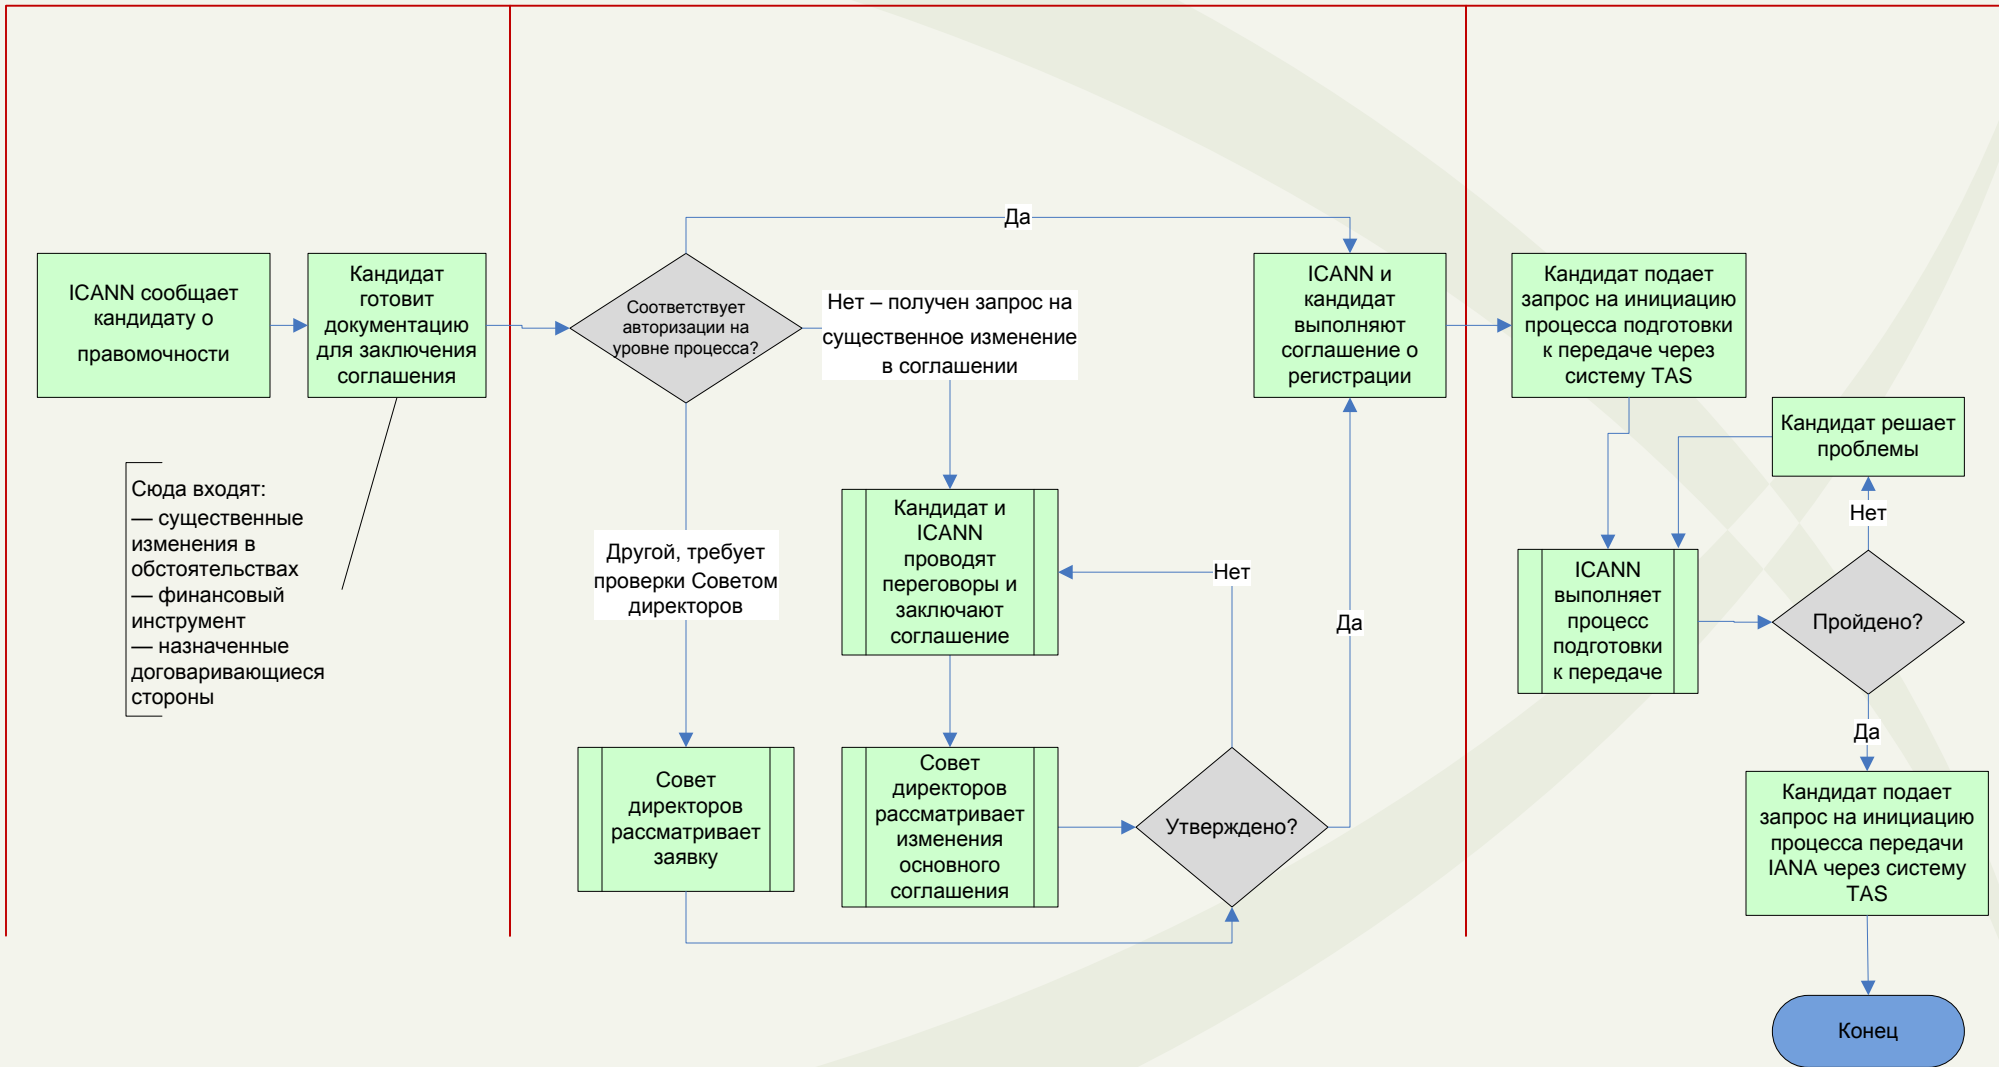 ICANN сообщает
кандидату о
правомочности
Кандидат
готовит
документацию
для заключения
соглашения
Сюда входят:
— существенные
изменения в
обстоятельствах
— финансовый
инструмент
— назначенные
договаривающиеся
стороны
Соответствует
авторизации на
уровне процесса?
Да
Нет – получен запрос на
существенное изменение
в соглашении
Другой, требует
проверки Советом
директоров
Совет
директоров
рассматривает
заявку
Кандидат и
ICANN
проводят
переговоры и
заключают
соглашение
Совет
директоров
рассматривает
изменения
основного
соглашения
Утверждено?
Нет
Да
ICANN и
кандидат
выполняют
соглашение о
регистрации
Кандидат подает
запрос на инициацию
процесса подготовки
к передаче через
систему TAS
ICANN
выполняет
процесс
подготовки
к передаче
Пройдено?
Нет
Кандидат решает
проблемы
Да
Кандидат подает
запрос на инициацию
процесса передачи
IANA через систему
TAS
Конец